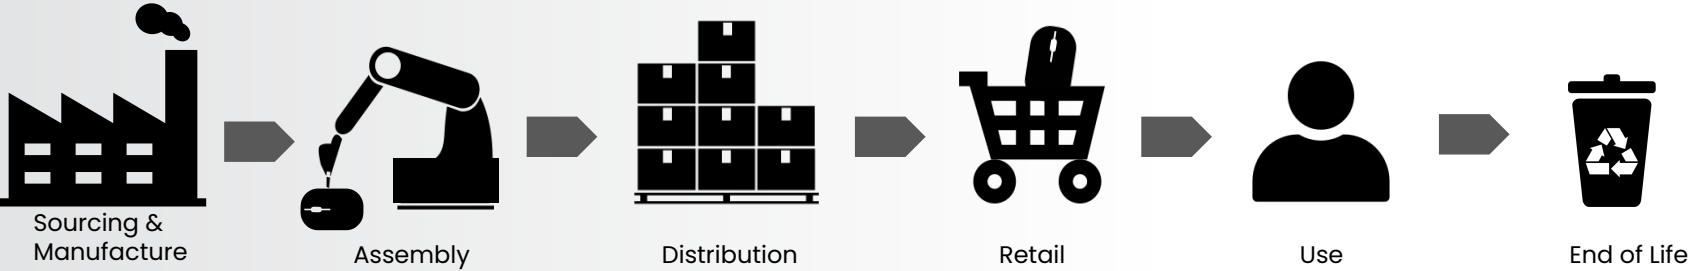 Sourcing &
Manufacture
Assembly
Distribution
Retail
Use
End of Life